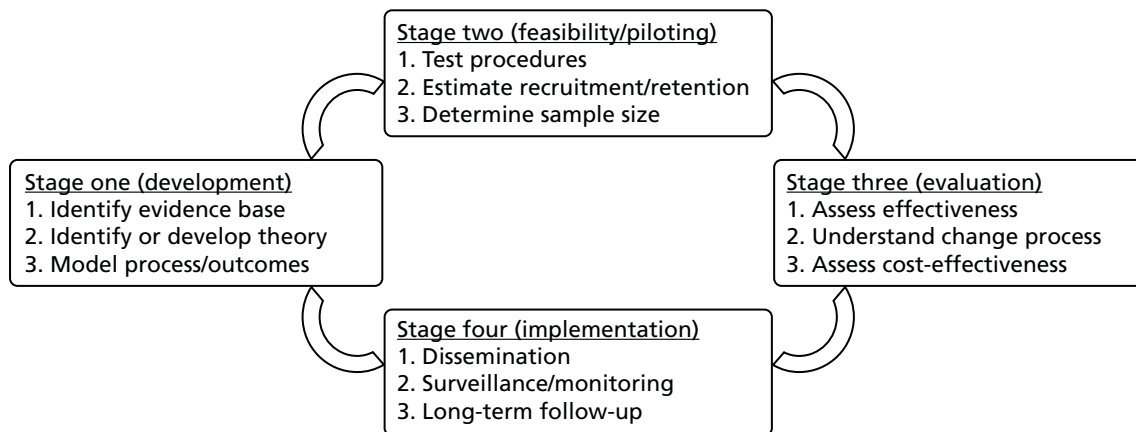 Stage two (feasibility/piloting)
1. Test procedures
2. Estimate recruitment/retention
3. Determine sample size
Stage one (development)
1. Identify evidence base
2. Identify or develop theory
3. Model process/outcomes
Stage three (evaluation)
1. Assess effectiveness
2. Understand change process
3. Assess cost-effectiveness
Stage four (implementation)
1. Dissemination
2. Surveillance/monitoring
3. Long-term follow-up